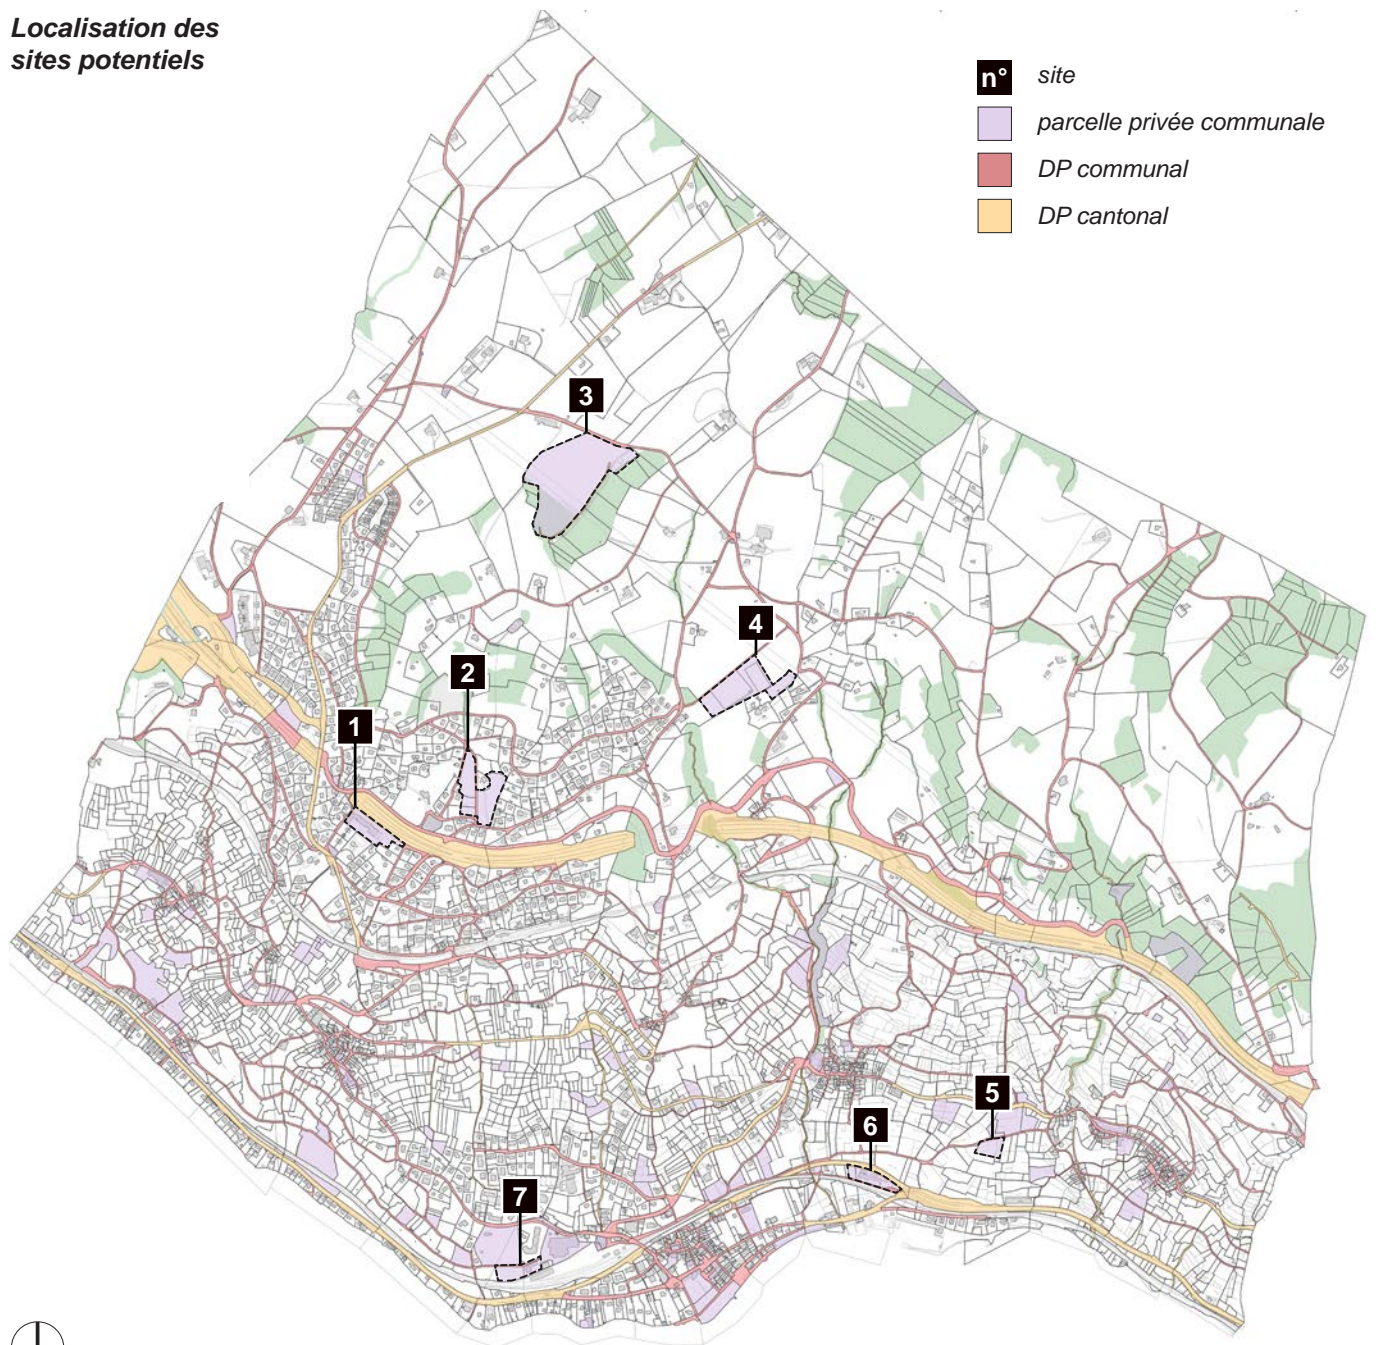 Localisation des
sites potentiels
n° site
parcelle privée communale
DP communal
DP cantonal
3
4
2
1
5
6
7